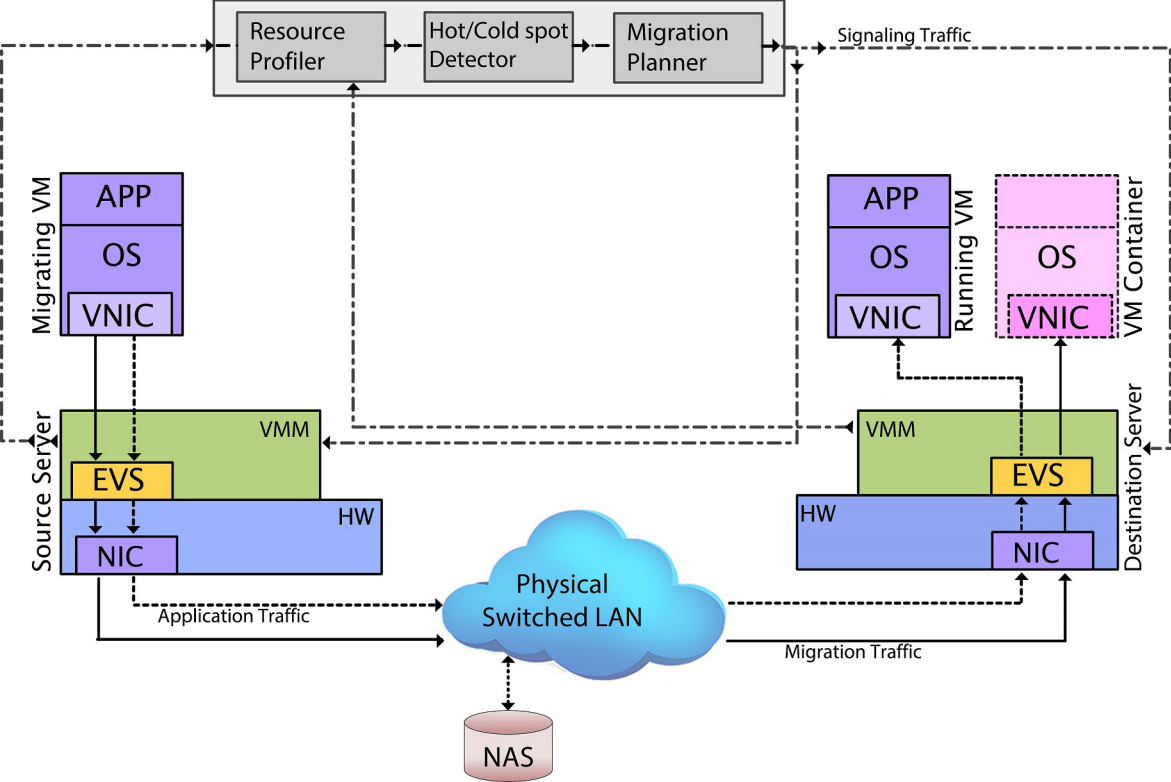 Resource
Profiler
Hot/Cold spot
Detector
Migration
Planner
Signaling Traffic
Migrating VM
APP
OS
VNIC
APP
OS
VNIC
Running VM
OS
VNIC
VM Container
Source Server
VMM
EVS
HW
NIC
VMM
EVS
HW
NIC
Destination Server
Application Traffic
Physical
Switched LAN
Migration Traffic
NAS